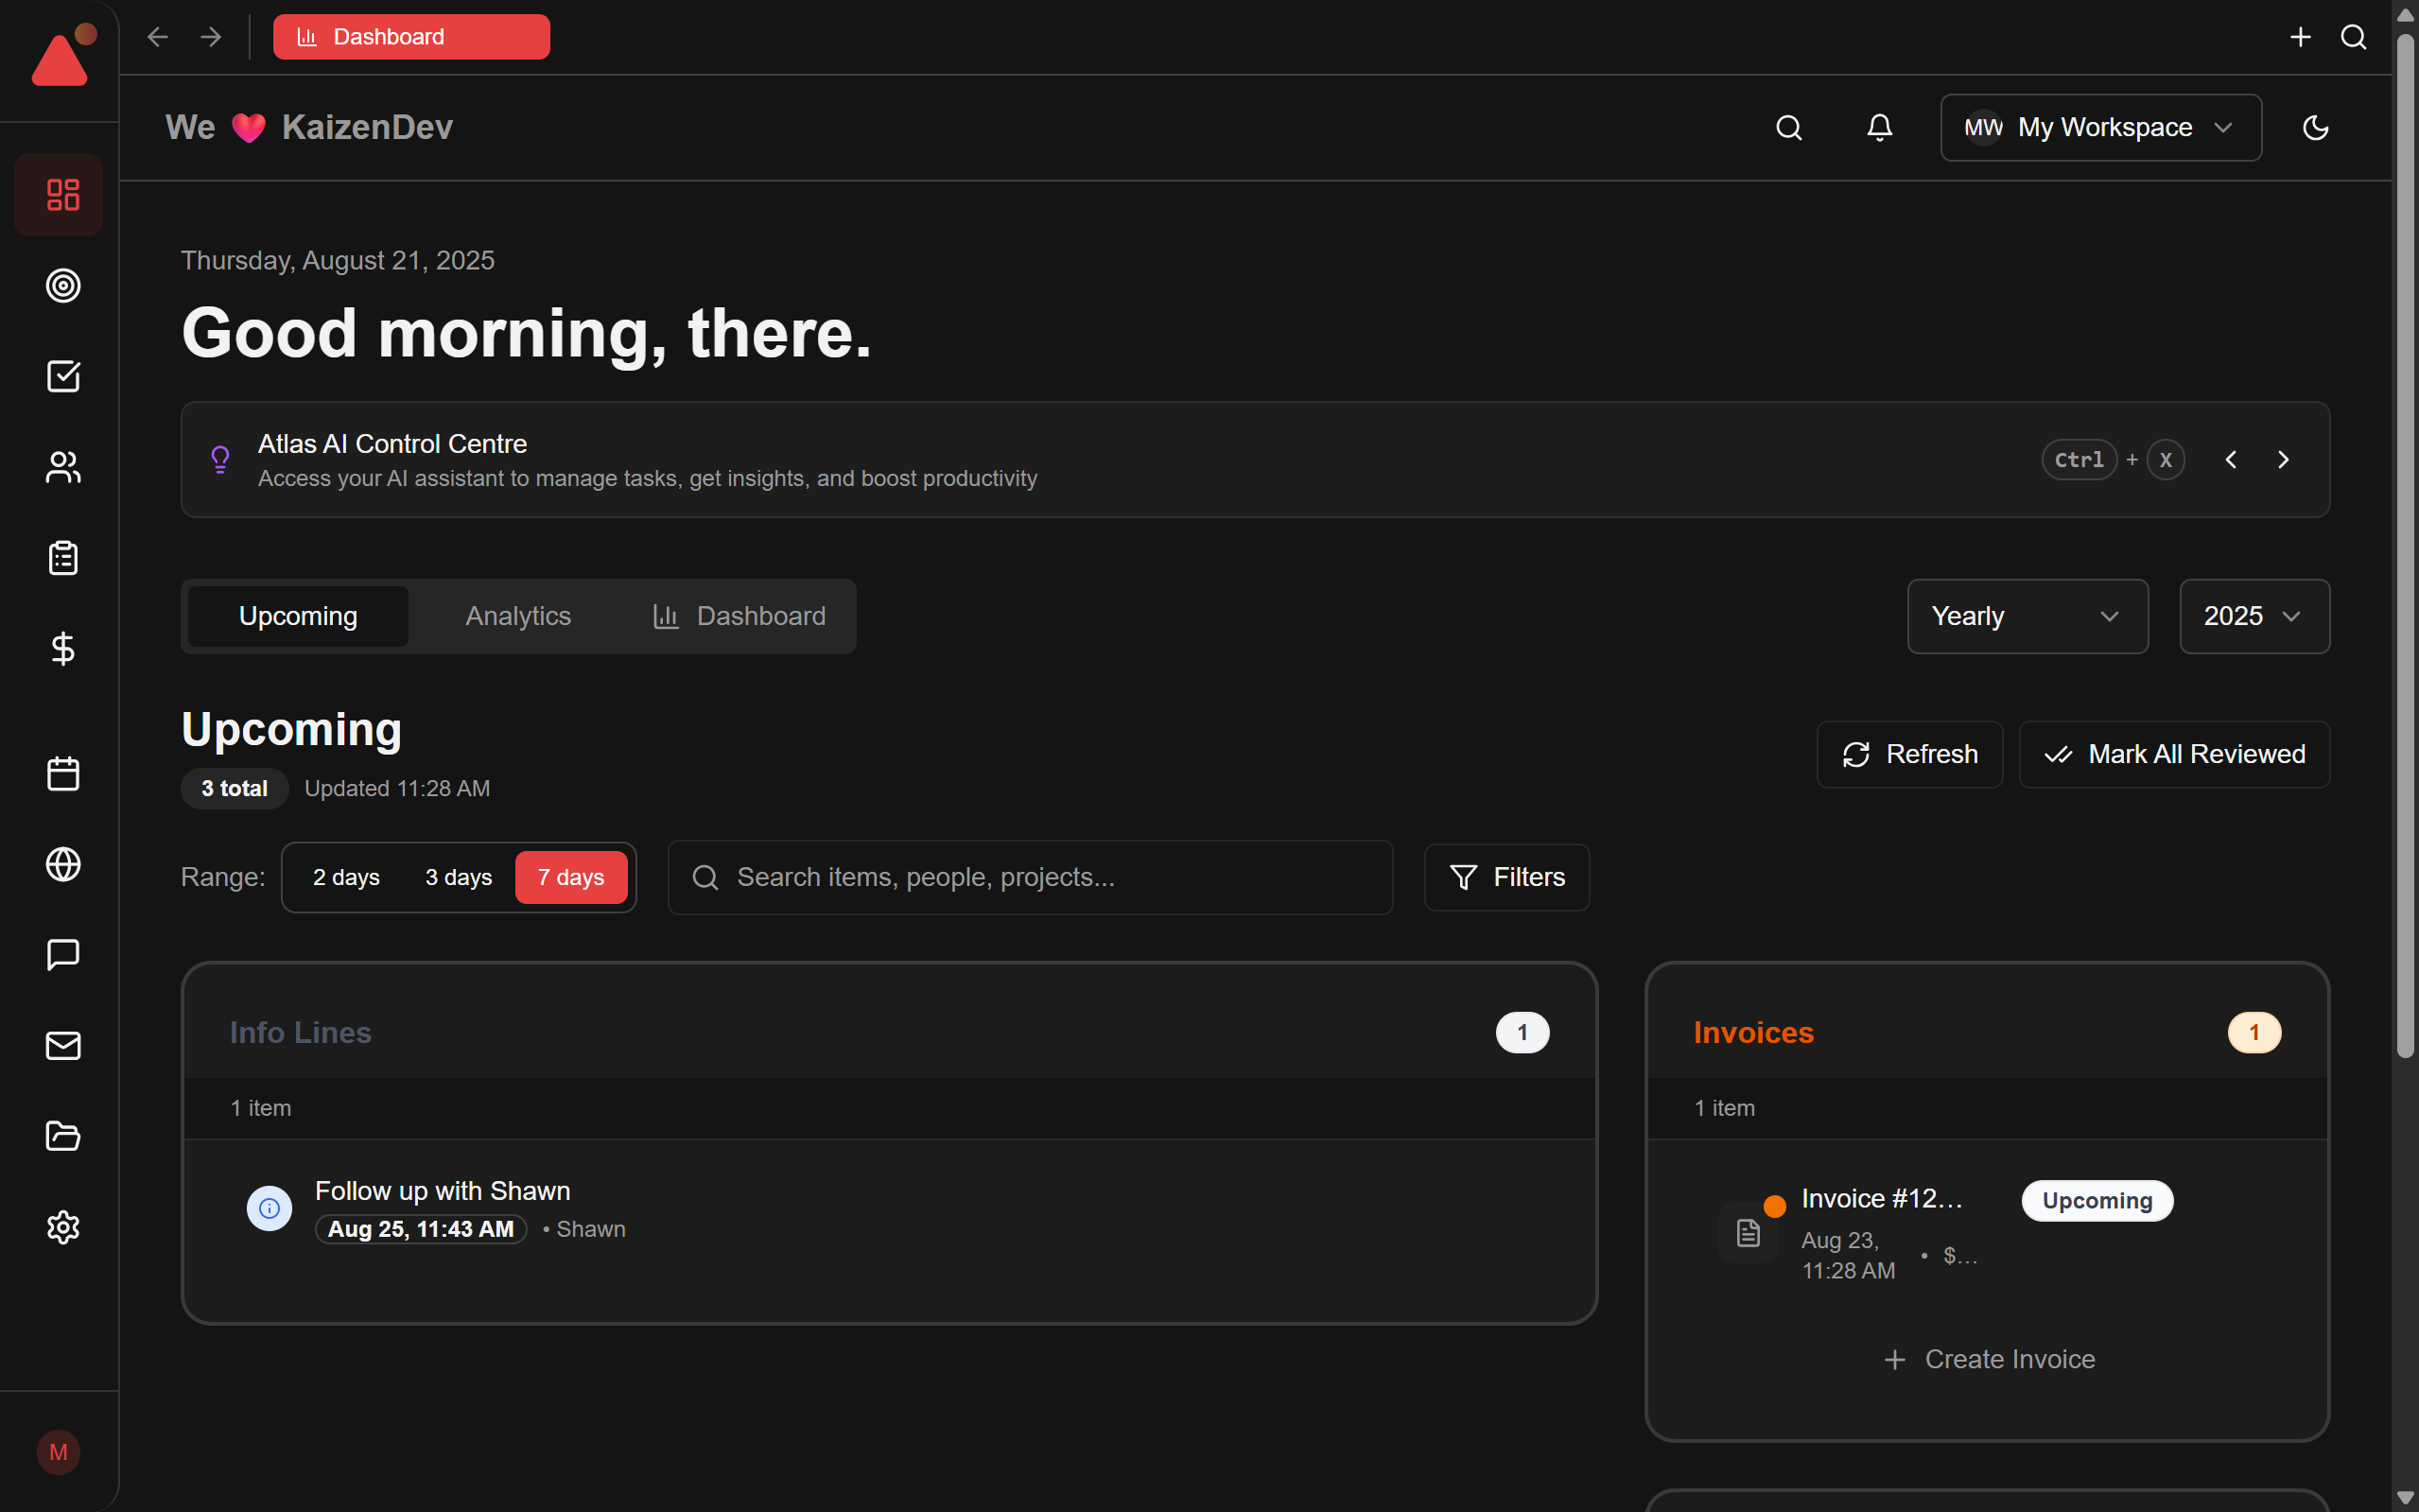 Dashboard
We ❤️ KaizenDev
MW My Workspace
Thursday, August 21, 2025
Good morning, there.
Atlas AI Control Centre
Access your AI assistant to manage tasks, get insights, and boost productivity
Ctrl + X
Upcoming
Analytics
Dashboard
Yearly
2025
Upcoming
3 total
Updated 11:28 AM
Refresh
Mark All Reviewed
Range:
2 days
3 days
7 days
Search items, people, projects...
Filters
Info Lines
1
1 item
Follow up with Shawn
Aug 25, 11:43 AM
• Shawn
Invoices
1
1 item
Invoice #12...
Upcoming
Aug 23,
11:28 AM
• $...
Create Invoice
M